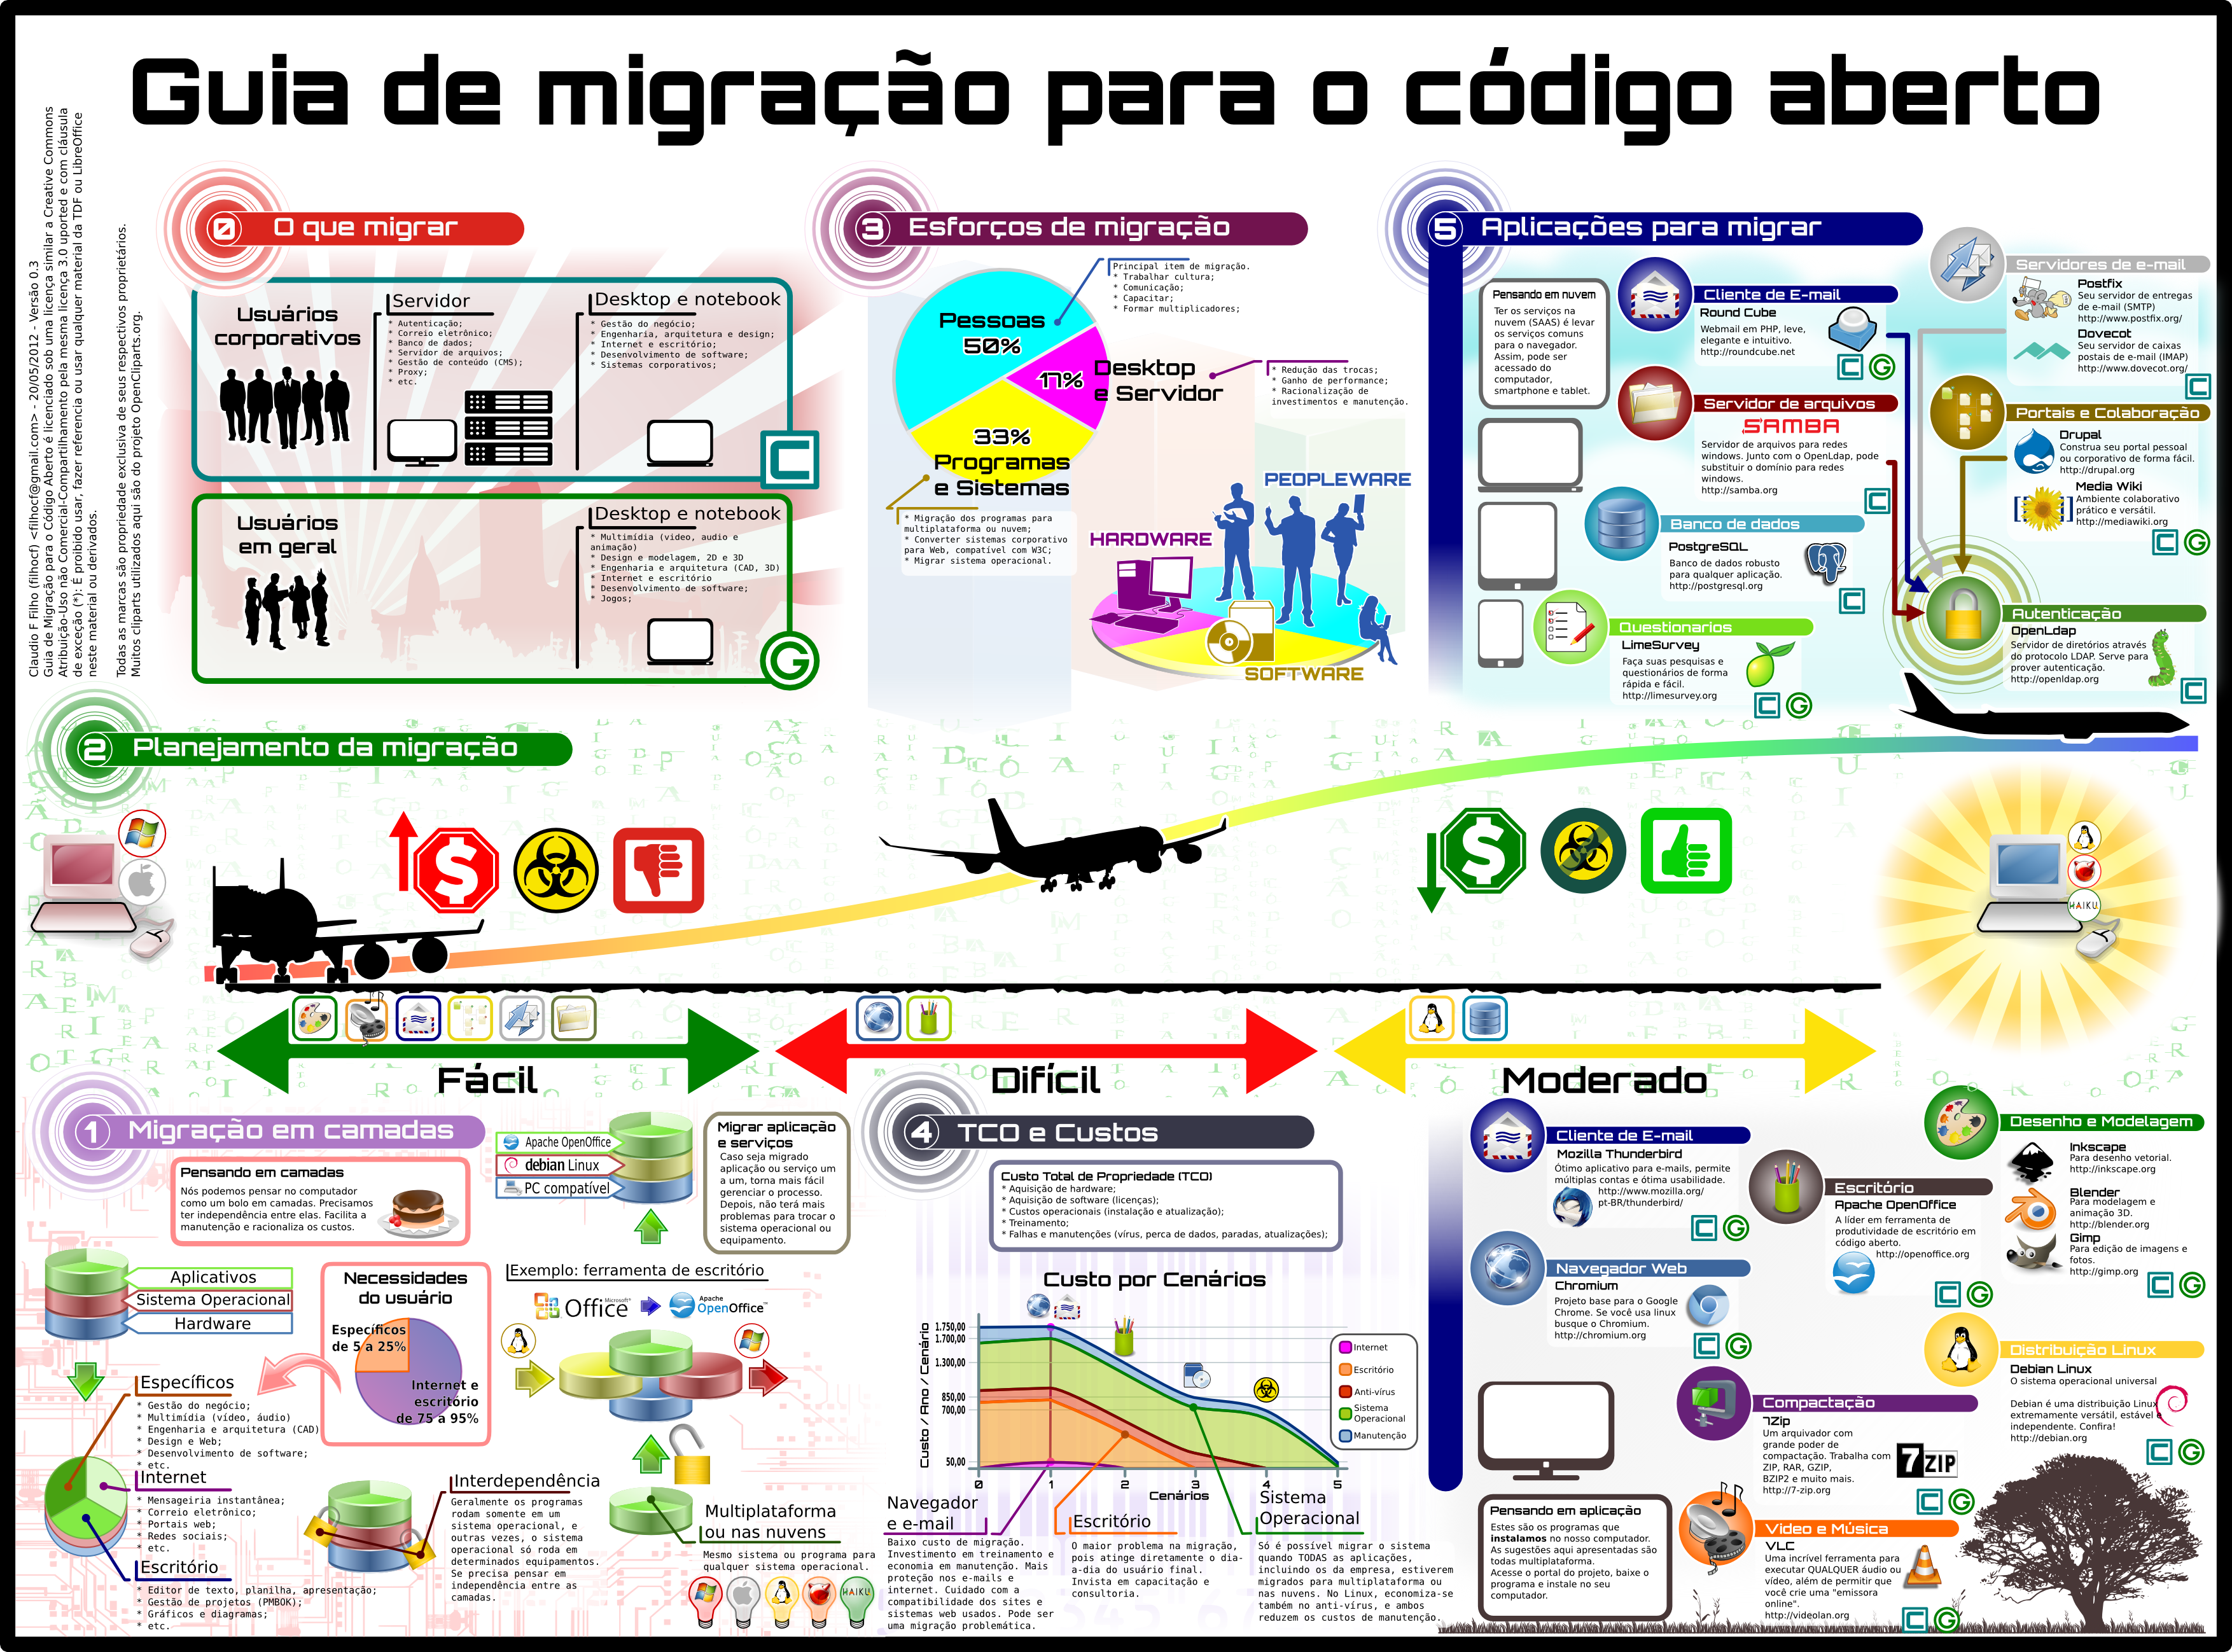 Guia de migração para o código aberto
Claudio F Filho (filhocf) <filhocf@gmail.com> - 20/05/2012 - Versão 0.3
Guia de Migração para o Código Aberto é licenciado sob uma licença similar a Creative Commons
Atribuição-Uso não Comercial-Compartilhamento pela mesma licença 3.0 uported e com cláusula
de exceção (*): É proibido usar, fazer referencia ou usar qualquer material da TDF ou LibreOffice
neste material ou derivados.
Todas as marcas são propriedade exclusiva de seus respectivos proprietários.
Muitos cliparts utilizados aqui são do projeto OpenCliparts.org.
0 O que migrar
Usuários
corporativos
Servidor
* Autenticação;
* Correio eletrônico;
* Banco de dados;
* Servidor de arquivos;
* Gestão de conteúdo (CMS);
* Proxy;
* etc.
Desktop e notebook
* Gestão do negócio;
* Engenharia, arquitetura e design;
* Internet e escritório;
* Desenvolvimento de software;
* Sistemas corporativos;
C
Usuários
em geral
Desktop e notebook
* Multimídia (vídeo, audio e
animação)
* Design e modelagem, 2D e 3D
* Engenharia e arquitetura (CAD, 3D)
* Internet e escritório
* Desenvolvimento de software;
* Jogos;
G
3 Esforços de migração
Pessoas
50%
Principal item de migração.
* Trabalhar cultura;
* Comunicação;
* Capacitar;
* Formar multiplicadores;
17%
Desktop
e Servidor
* Redução das trocas;
* Ganho de performance;
* Racionalização de
investimentos e manutenção.
33%
Programas
e Sistemas
* Migração dos programas para
multiplataforma ou nuvem;
* Converter sistemas corporativo
para Web, compatível com W3C;
* Migrar sistema operacional.
PEOPLEWARE
HARDWARE
SOFTWARE
5 Aplicações para migrar
Pensando em nuvem
Ter os serviços na
nuvem (SAAS) é levar
os serviços comuns
para o navegador.
Assim, pode ser
acessado do
computador,
smartphone e tablet.
Cliente de E-mail
Round Cube
Webmail em PHP, leve,
elegante e intuitivo.
http://roundcube.net
C G
Servidor de arquivos
SAMBA
Servidor de arquivos para redes
windows. Junto com o OpenLdap, pode
substituir o domínio para redes
windows.
http://samba.org
C
Banco de dados
PostgreSQL
Banco de dados robusto
para qualquer aplicação.
http://postgresql.org
C
Questionarios
LimeSurvey
Faça suas pesquisas e
questionários de forma
rápida e fácil.
http://limesurvey.org
C G
Servidores de e-mail
Postfix
Seu servidor de entregas
de e-mail (SMTP)
http://www.postfix.org/
Dovecot
Seu servidor de caixas
postais de e-mail (IMAP)
http://www.dovecot.org/
C
Portais e Colaboração
Drupal
Construa seu portal pessoal
ou corporativo de forma fácil.
http://drupal.org
Media Wiki
Ambiente colaborativo
prático e versátil.
http://mediawiki.org
C G
Autenticação
OpenLdap
Servidor de diretórios através
do protocolo LDAP. Serve para
prover autenticação.
http://openldap.org
C
2 Planejamento da migração
$
$
HAIKU
Fácil
Difícil
Moderado
1 Migração em camadas
Pensando em camadas
Nós podemos pensar no computador
como um bolo em camadas. Precisamos
ter independência entre elas. Facilita a
manutenção e racionaliza os custos.
Apache OpenOffice
debian Linux
PC compatível
Migrar aplicação
e serviços
Caso seja migrado
aplicação ou serviço um
a um, torna mais fácil
gerenciar o processo.
Depois, não terá mais
problemas para trocar o
sistema operacional ou
equipamento.
Aplicativos
Sistema Operacional
Hardware
Necessidades
do usuário
Específicos
de 5 a 25%
Internet e
escritório
de 75 a 95%
Exemplo: ferramenta de escritório
Microsoft®
Office
Apache
OpenOffice™
Específicos
* Gestão do negócio;
* Multimídia (vídeo, áudio)
* Engenharia e arquitetura (CAD)
* Design e Web;
* Desenvolvimento de software;
* etc.
Internet
* Mensageiria instantânea;
* Correio eletrônico;
* Portais web;
* Redes sociais;
* etc.
Escritório
* Editor de texto, planilha, apresentação;
* Gestão de projetos (PMBOK);
* Gráficos e diagramas;
* etc.
Interdependência
Geralmente os programas
rodam somente em um
sistema operacional, e
outras vezes, o sistema
operacional só roda em
determinados equipamentos.
Se precisa pensar em
independência entre as
camadas.
Multiplataforma
ou nas nuvens
Mesmo sistema ou programa para
qualquer sistema operacional.
HAIKU
4 TCO e Custos
Custo Total de Propriedade (TCO)
* Aquisição de hardware;
* Aquisição de software (licenças);
* Custos operacionais (instalação e atualização);
* Treinamento;
* Falhas e manutenções (vírus, perca de dados, paradas, atualizações);
Custo por Cenários
Custo / Ano / Cenário
1.750,00
1.700,00
1.300,00
850,00
700,00
50,00
0 1 2 3 4 5
Cenários
Internet
Escritório
Anti-vírus
Sistema
Operacional
Manutenção
Navegador
e e-mail
Baixo custo de migração.
Investimento em treinamento e
economia em manutenção. Mais
proteção nos e-mails e
internet. Cuidado com a
compatibilidade dos sites e
sistemas web usados. Pode ser
uma migração problemática.
Escritório
O maior problema na migração,
pois atinge diretamente o dia-
a-dia do usuário final.
Invista em capacitação e
consultoria.
Sistema
Operacional
Só é possível migrar o sistema
quando TODAS as aplicações,
incluindo os da empresa, estiverem
migrados para multiplataforma ou
nas nuvens. No Linux, economiza-se
também no anti-vírus, e ambos
reduzem os custos de manutenção.
Cliente de E-mail
Mozilla Thunderbird
Ótimo aplicativo para e-mails, permite
múltiplas contas e ótima usabilidade.
http://www.mozilla.org/
pt-BR/thunderbird/
C G
Navegador Web
Chromium
Projeto base para o Google
Chrome. Se você usa linux
busque o Chromium.
http://chromium.org
C G
Escritório
Apache OpenOffice
A líder em ferramenta de
produtividade de escritório em
código aberto.
http://openoffice.org
C G
Desenho e Modelagem
Inkscape
Para desenho vetorial.
http://inkscape.org
Blender
Para modelagem e
animação 3D.
http://blender.org
Gimp
Para edição de imagens e
fotos.
http://gimp.org
C G
Distribuição Linux
Debian Linux
O sistema operacional universal
Debian é uma distribuição Linux
extremamente versátil, estável e
independente. Confira!
http://debian.org
C G
Compactação
7Zip
Um arquivador com
grande poder de
compactação. Trabalha com
ZIP, RAR, GZIP,
BZIP2 e muito mais.
http://7-zip.org
7ZIP
C G
Pensando em aplicação
Estes são os programas que
instalamos no nosso computador.
As sugestões aqui apresentadas são
todas multiplataforma.
Acesse o portal do projeto, baixe o
programa e instale no seu
computador.
Vídeo e Música
VLC
Uma incrível ferramenta para
executar QUALQUER áudio ou
vídeo, além de permitir que
você crie uma "emissora
online".
http://videolan.org
C G